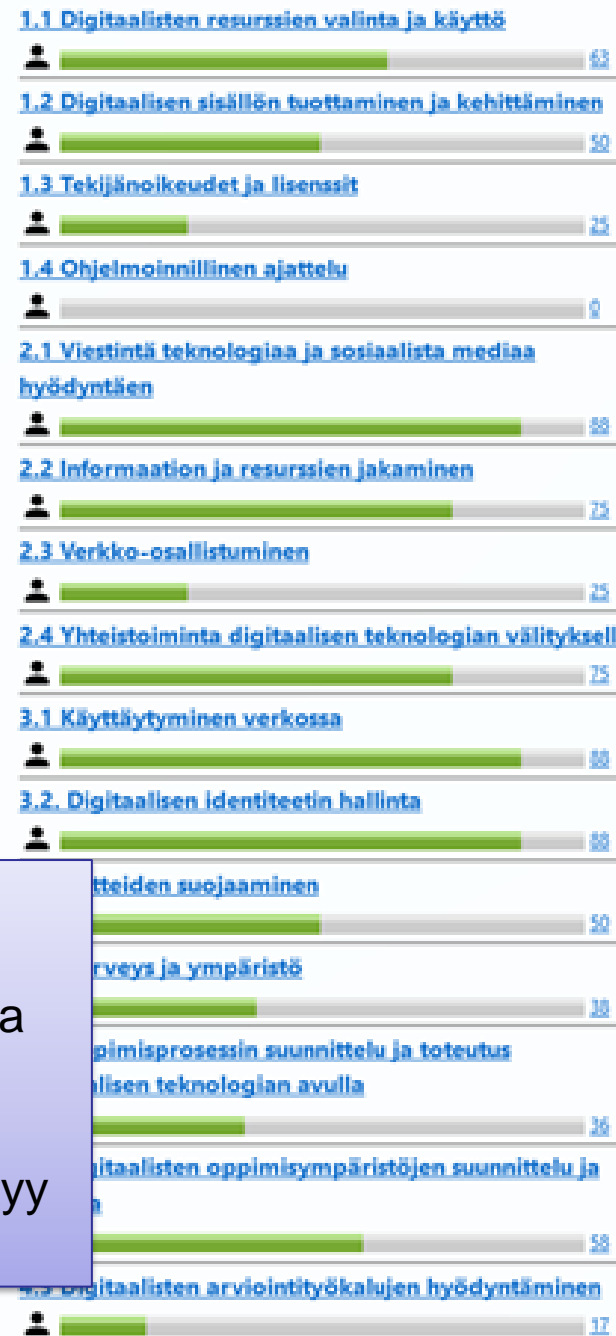 1.1 Digitaalisten resurssien valinta ja käyttö
63
1.2 Digitaalisen sisällön tuottaminen ja kehittäminen
50
1.3 Tekijänoikeudet ja lisenssit
25
1.4 Ohjelmoinnillinen ajattelu
0
2.1 Viestintä teknologiaa ja sosiaalista mediaa
hyödyntäen
88
2.2 Informaation ja resurssien jakaminen
75
2.3 Verkko-osallistuminen
25
2.4 Yhteistoiminta digitaalisen teknologian välityksell
75
3.1 Käyttäytyminen verkossa
88
3.2. Digitaalisen identiteetin hallinta
88
tteiden suojaaminen
50
rveys ja ympäristö
38
a
pimisprosessin suunnittelu ja toteutus
alisen teknologian avulla
36
gitaalisten oppimisympäristöjen suunnittelu ja
yy
a
58
4.3 Digitaalisten arviointityökalujen hyödyntäminen
17